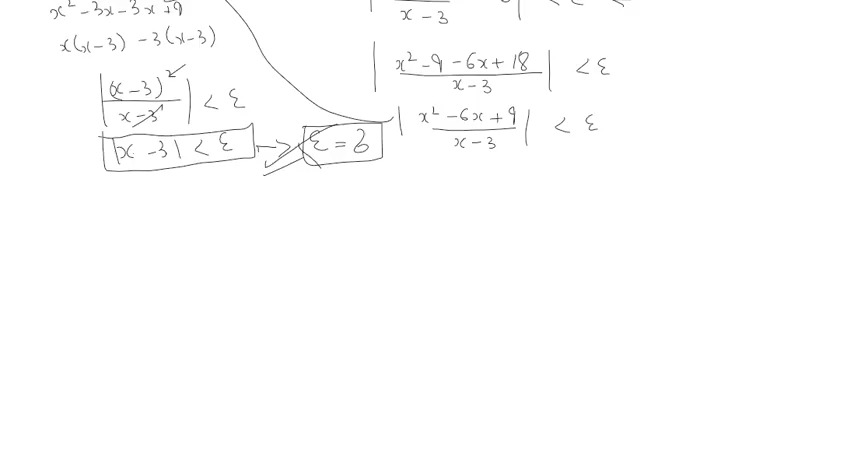 x² - 3x - 3x + 9
x(x-3) - 3(x-3)
|(x-3)² / x-3| < ε
|x - 3| < ε → ε = δ
x - 3
|x² - 9 - 6x + 18 / x - 3| < ε
|x² - 6x + 9 / x - 3| < ε